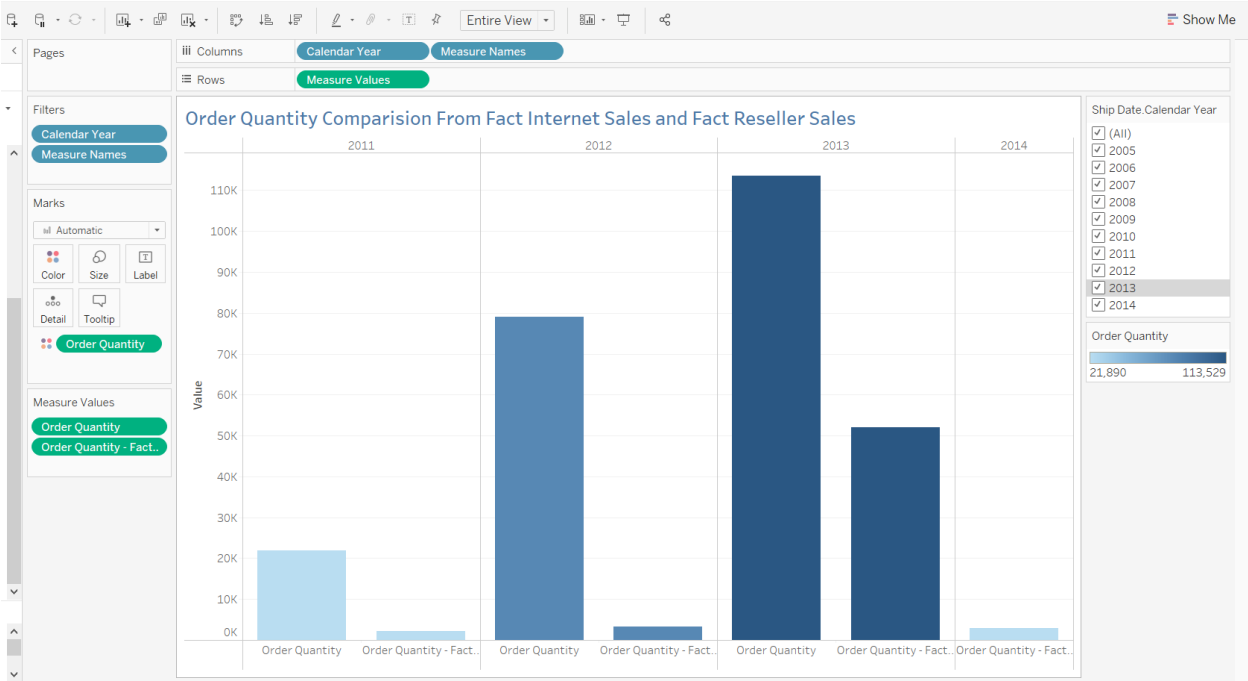 Entire View
Show Me
Pages
Columns
Calendar Year
Measure Names
Rows
Measure Values
Filters
Calendar Year
Measure Names
Marks
Automatic
Color
Size
Label
Detail
Tooltip
Order Quantity
Measure Values
Order Quantity
Order Quantity - Fact..
Order Quantity Comparision From Fact Internet Sales and Fact Reseller Sales
2011
2012
2013
2014
Value
110K
100K
90K
80K
70K
60K
50K
40K
30K
20K
10K
0K
Order Quantity
Order Quantity - Fact..
Order Quantity
Order Quantity - Fact..
Order Quantity
Order Quantity - Fact..
Order Quantity - Fact..
Ship Date.Calendar Year
(All)
2005
2006
2007
2008
2009
2010
2011
2012
2013
2014
Order Quantity
21,890
113,529